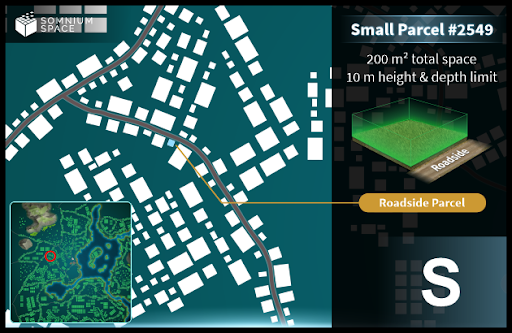 SOMNIUM
SPACE
Small Parcel #2549
200 m² total space
10 m height & depth limit
Roadside
Roadside Parcel
S